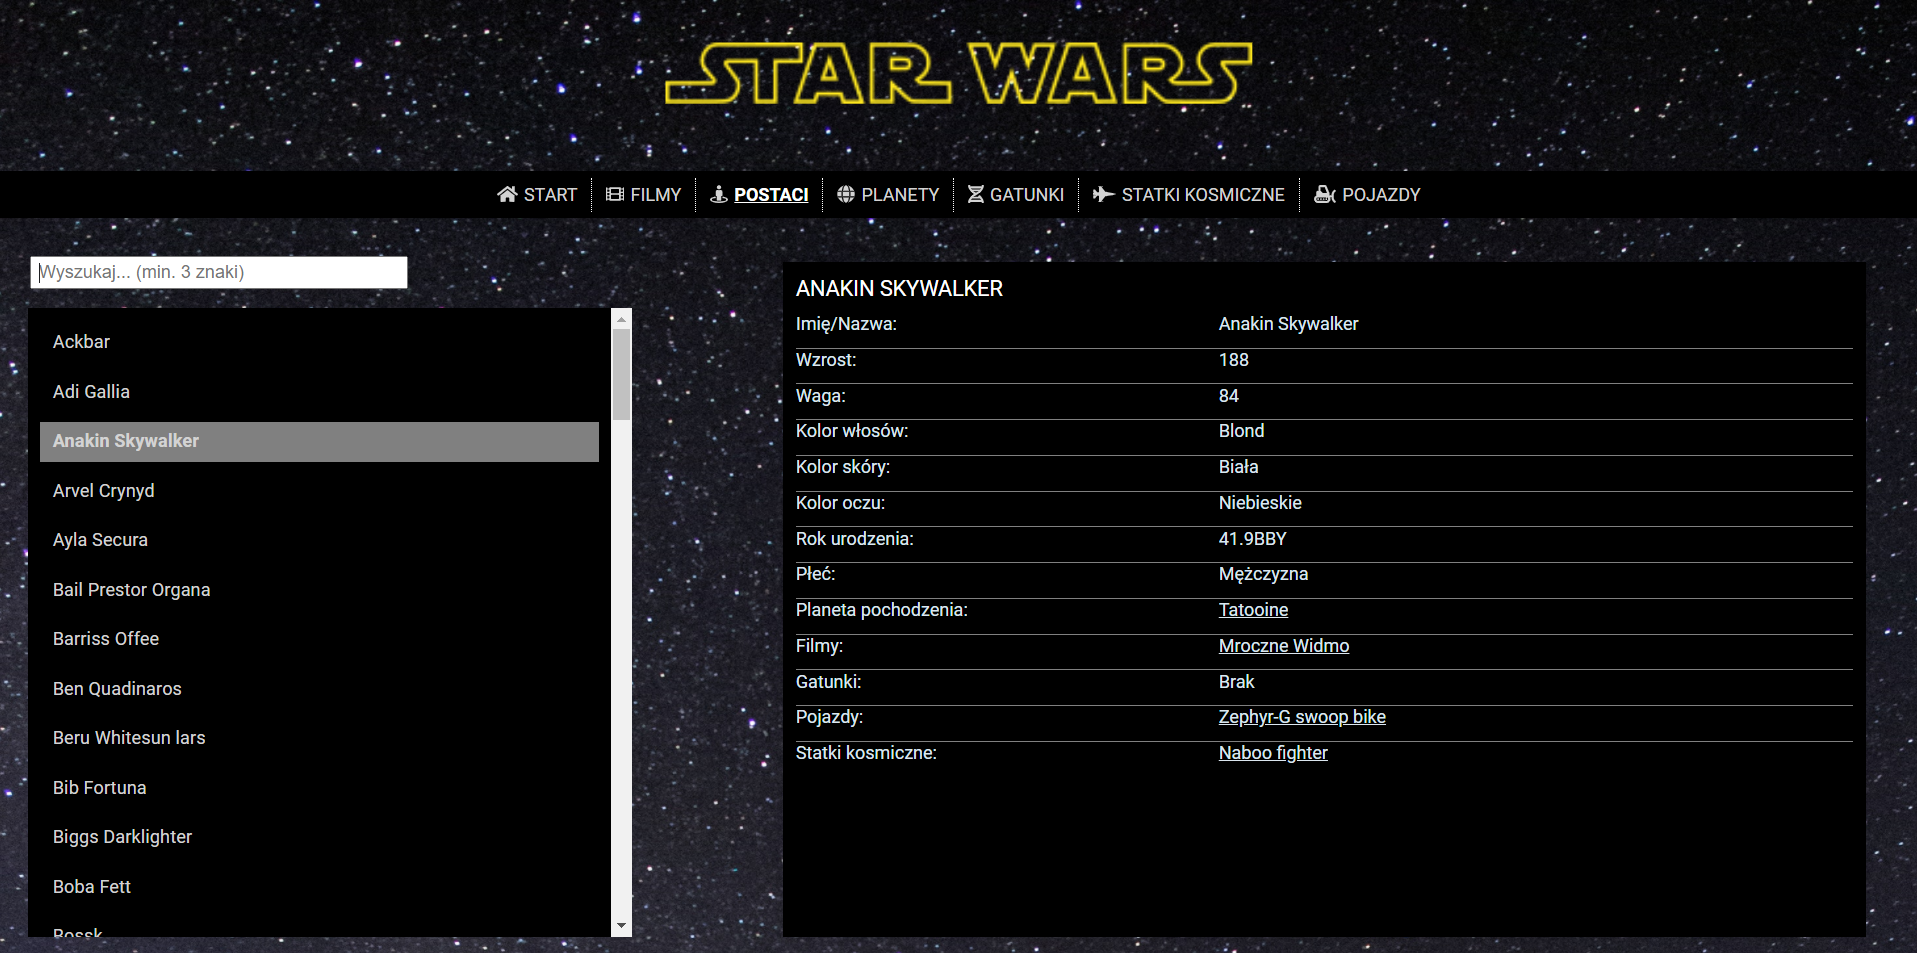 STAR WARS
START FILMY POSTACI PLANETY GATUNKI STATKI KOSMICZNE POJAZDY
Wyszukaj... (min. 3 znaki)
Ackbar
Adi Gallia
Anakin Skywalker
Arvel Crynyd
Ayla Secura
Bail Prestor Organa
Barriss Offee
Ben Quadinaros
Beru Whitesun lars
Bib Fortuna
Biggs Darklighter
Boba Fett
Bossk
ANAKIN SKYWALKER
Imię/Nazwa: Anakin Skywalker
Wzrost: 188
Waga: 84
Kolor włosów: Blond
Kolor skóry: Biała
Kolor oczu: Niebieskie
Rok urodzenia: 41.9BBY
Płeć: Mężczyzna
Planeta pochodzenia: Tatooine
Filmy: Mroczne Widmo
Gatunki: Brak
Pojazdy: Zephyr-G swoop bike
Statki kosmiczne: Naboo fighter